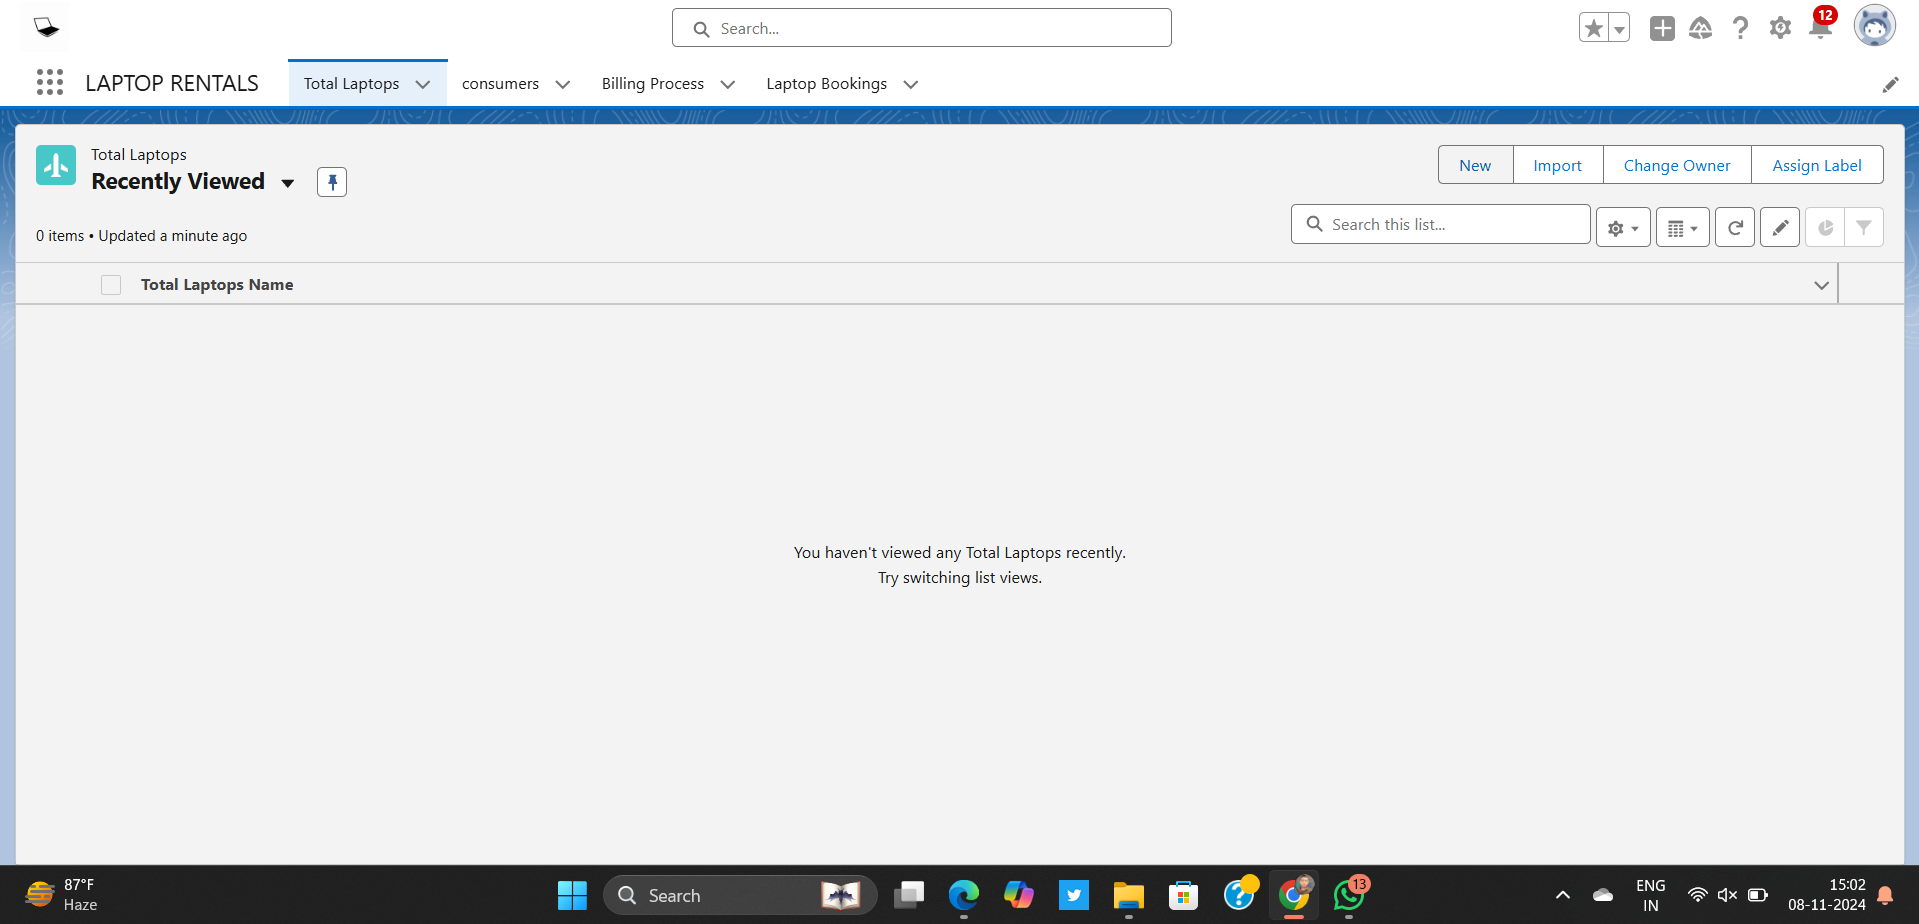 Search...
12
LAPTOP RENTALS
Total Laptops
consumers
Billing Process
Laptop Bookings
Total Laptops
Recently Viewed
New
Import
Change Owner
Assign Label
0 items • Updated a minute ago
Search this list...
Total Laptops Name
You haven't viewed any Total Laptops recently.
Try switching list views.
87°F
Haze
Search
13
ENG
IN
15:02
08-11-2024